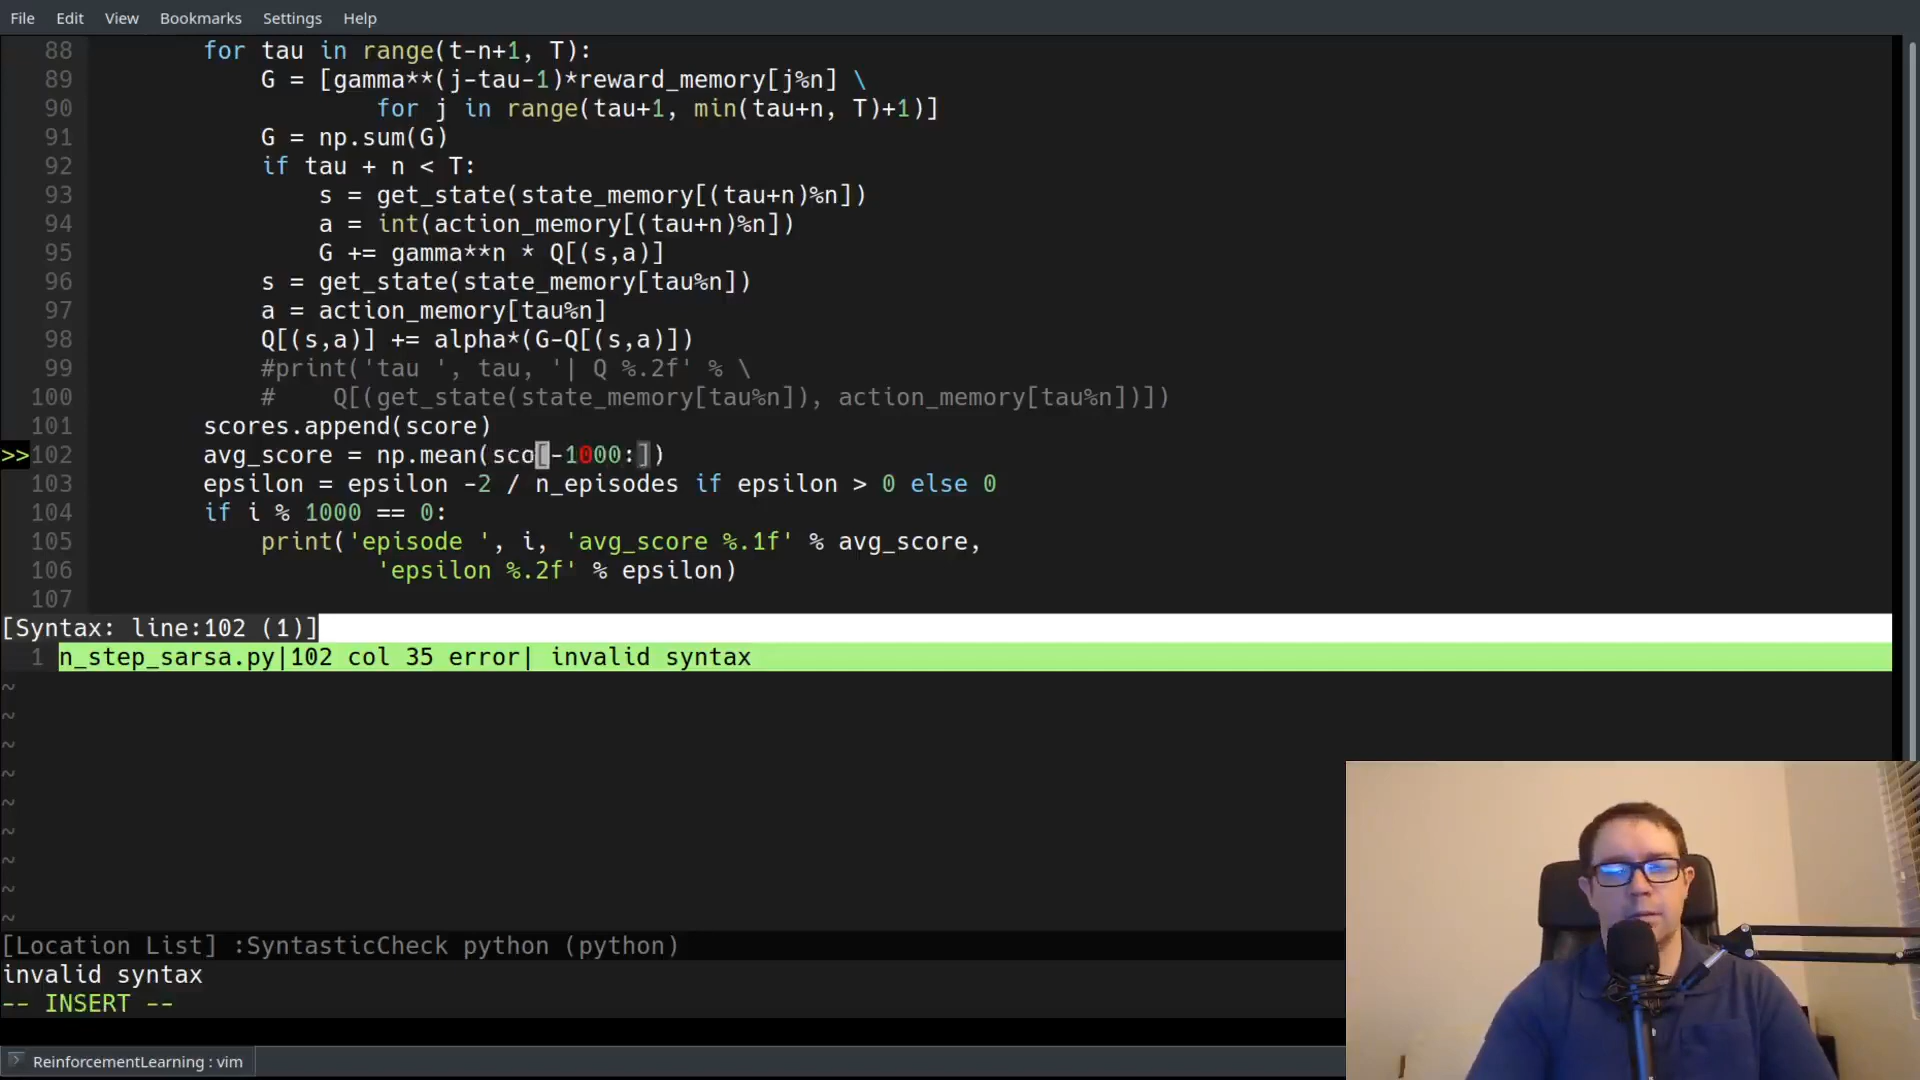 File Edit View Bookmarks Settings Help
88 for tau in range(t-n+1, T):
89 G = [gamma**(j-tau-1)*reward_memory[j%n] \
90 for j in range(tau+1, min(tau+n, T)+1)]
91 G = np.sum(G)
92 if tau + n < T:
93 s = get_state(state_memory[(tau+n)%n])
94 a = int(action_memory[(tau+n)%n])
95 G += gamma**n * Q[(s,a)]
96 s = get_state(state_memory[tau%n])
97 a = action_memory[tau%n]
98 Q[(s,a)] += alpha*(G-Q[(s,a)])
99 #print('tau ', tau, '| Q %.2f' % \
100 # Q[(get_state(state_memory[tau%n]), action_memory[tau%n])])
101 scores.append(score)
>>102 avg_score = np.mean(sco[-1000:])
103 epsilon = epsilon -2 / n_episodes if epsilon > 0 else 0
104 if i % 1000 == 0:
105 print('episode ', i, 'avg_score %.1f' % avg_score,
106 'epsilon %.2f' % epsilon)
107
[Syntax: line:102 (1)]
1 n_step_sarsa.py|102 col 35 error| invalid syntax
~
~
~
~
~
~
~
~
~
[Location List] :SyntasticCheck python (python)
invalid syntax
-- INSERT --
ReinforcementLearning : vim